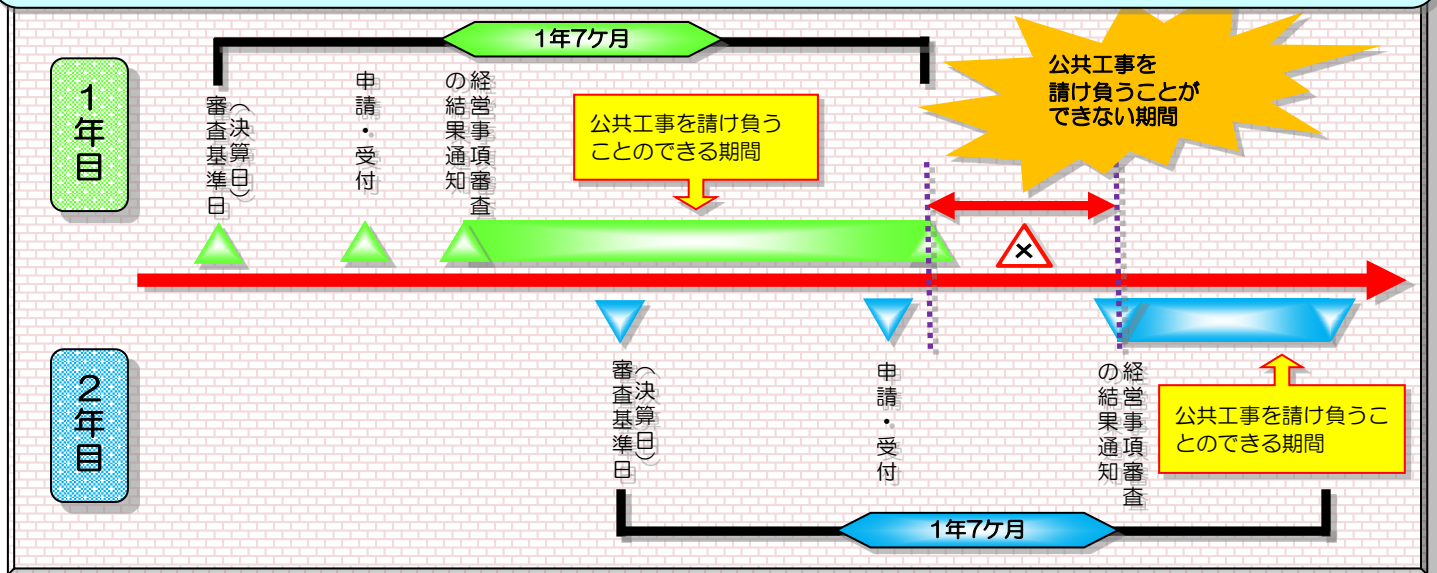 1年7ケ月
1年目
審査基準日
（決算日）
申請・受付
経営事項審査
の結果通知
公共工事を請け負う
ことのできる期間
公共工事を
請け負うことが
できない期間
×
2年目
審査基準日
（決算日）
申請・受付
経営事項審査
の結果通知
公共工事を請け負うこ
とのできる期間
1年7ケ月